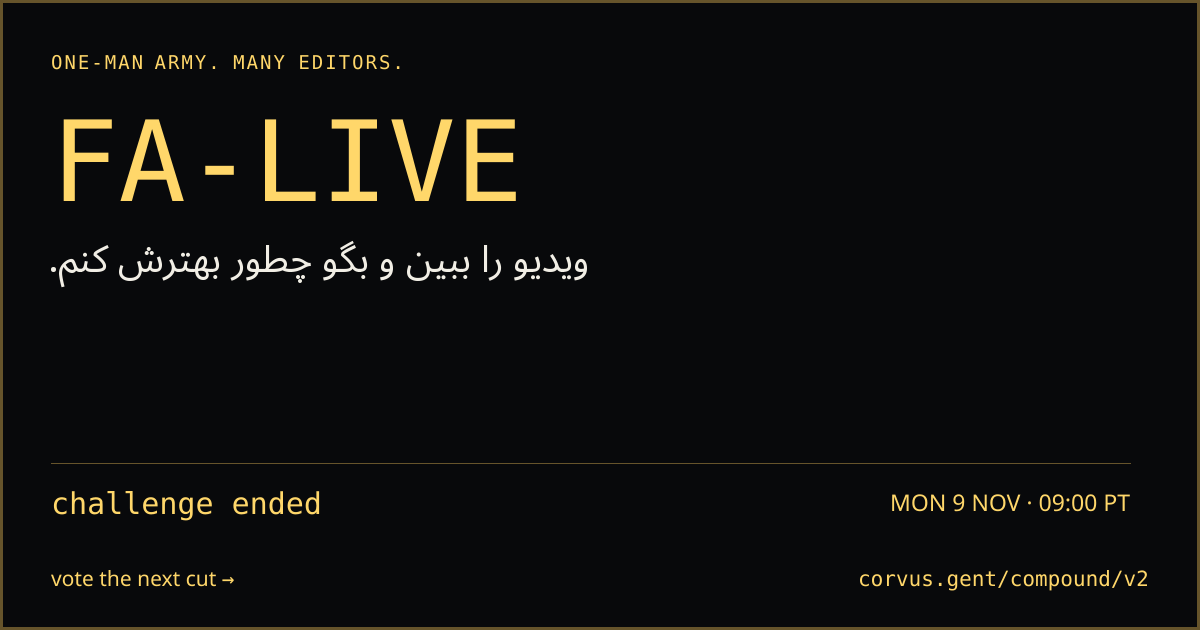 ONE-MAN ARMY. MANY EDITORS.
FA-LIVE
ویدیو را ببین و بگو چطور بهترش کنم.
challenge ended
MON 9 NOV · 09:00 PT
vote the next cut →
corvus.gent/compound/v2